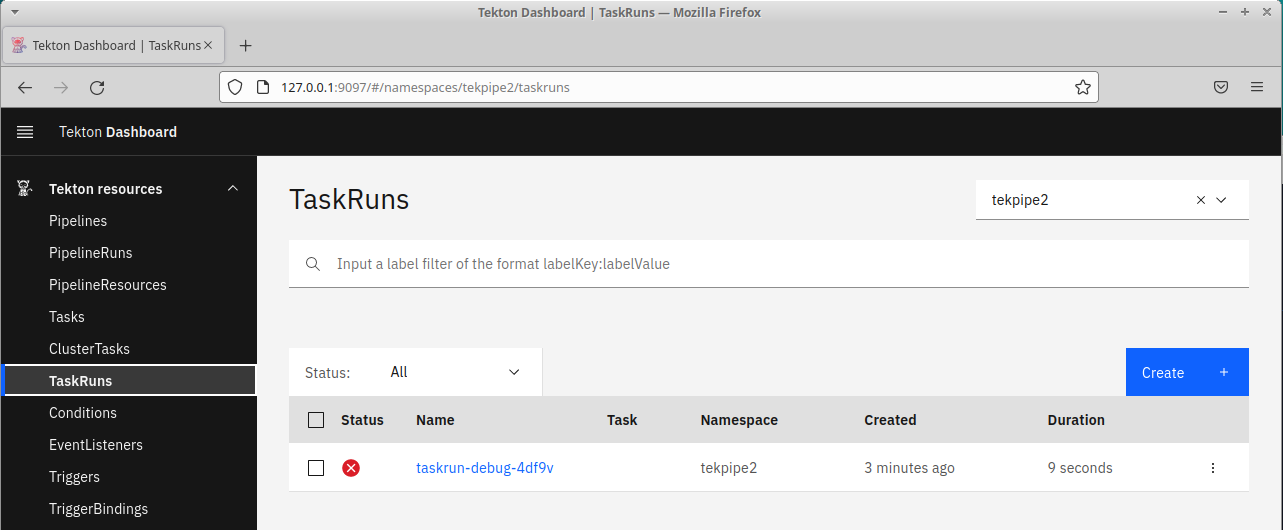 Tekton Dashboard | TaskRuns — Mozilla Firefox
Tekton Dashboard | TaskRuns
127.0.0.1:9097/#/namespaces/tekpipe2/taskruns
Tekton Dashboard
Tekton resources
Pipelines
PipelineRuns
PipelineResources
Tasks
ClusterTasks
TaskRuns
Conditions
EventListeners
Triggers
TriggerBindings
TaskRuns
tekpipe2
Input a label filter of the format labelKey:labelValue
Status: All
Create
Status Name Task Namespace Created Duration
taskrun-debug-4df9v tekpipe2 3 minutes ago 9 seconds